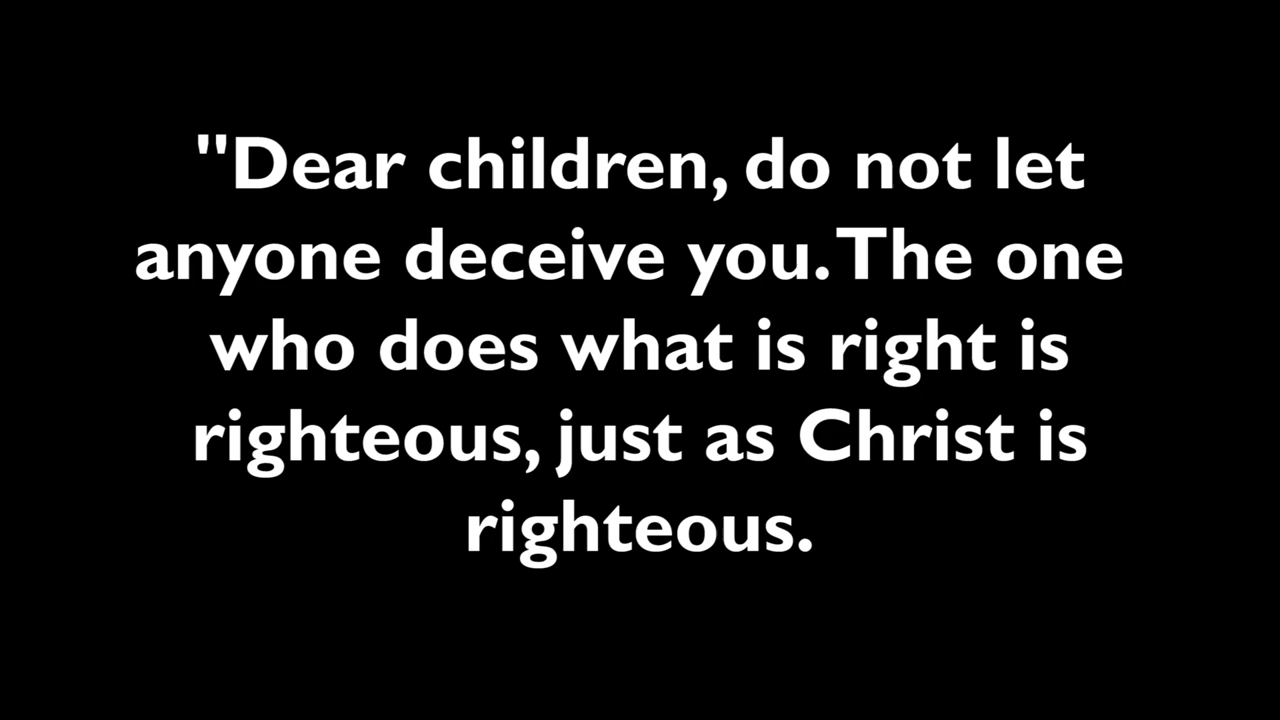 "Dear children, do not let
anyone deceive you. The one
who does what is right is
righteous, just as Christ is
righteous.